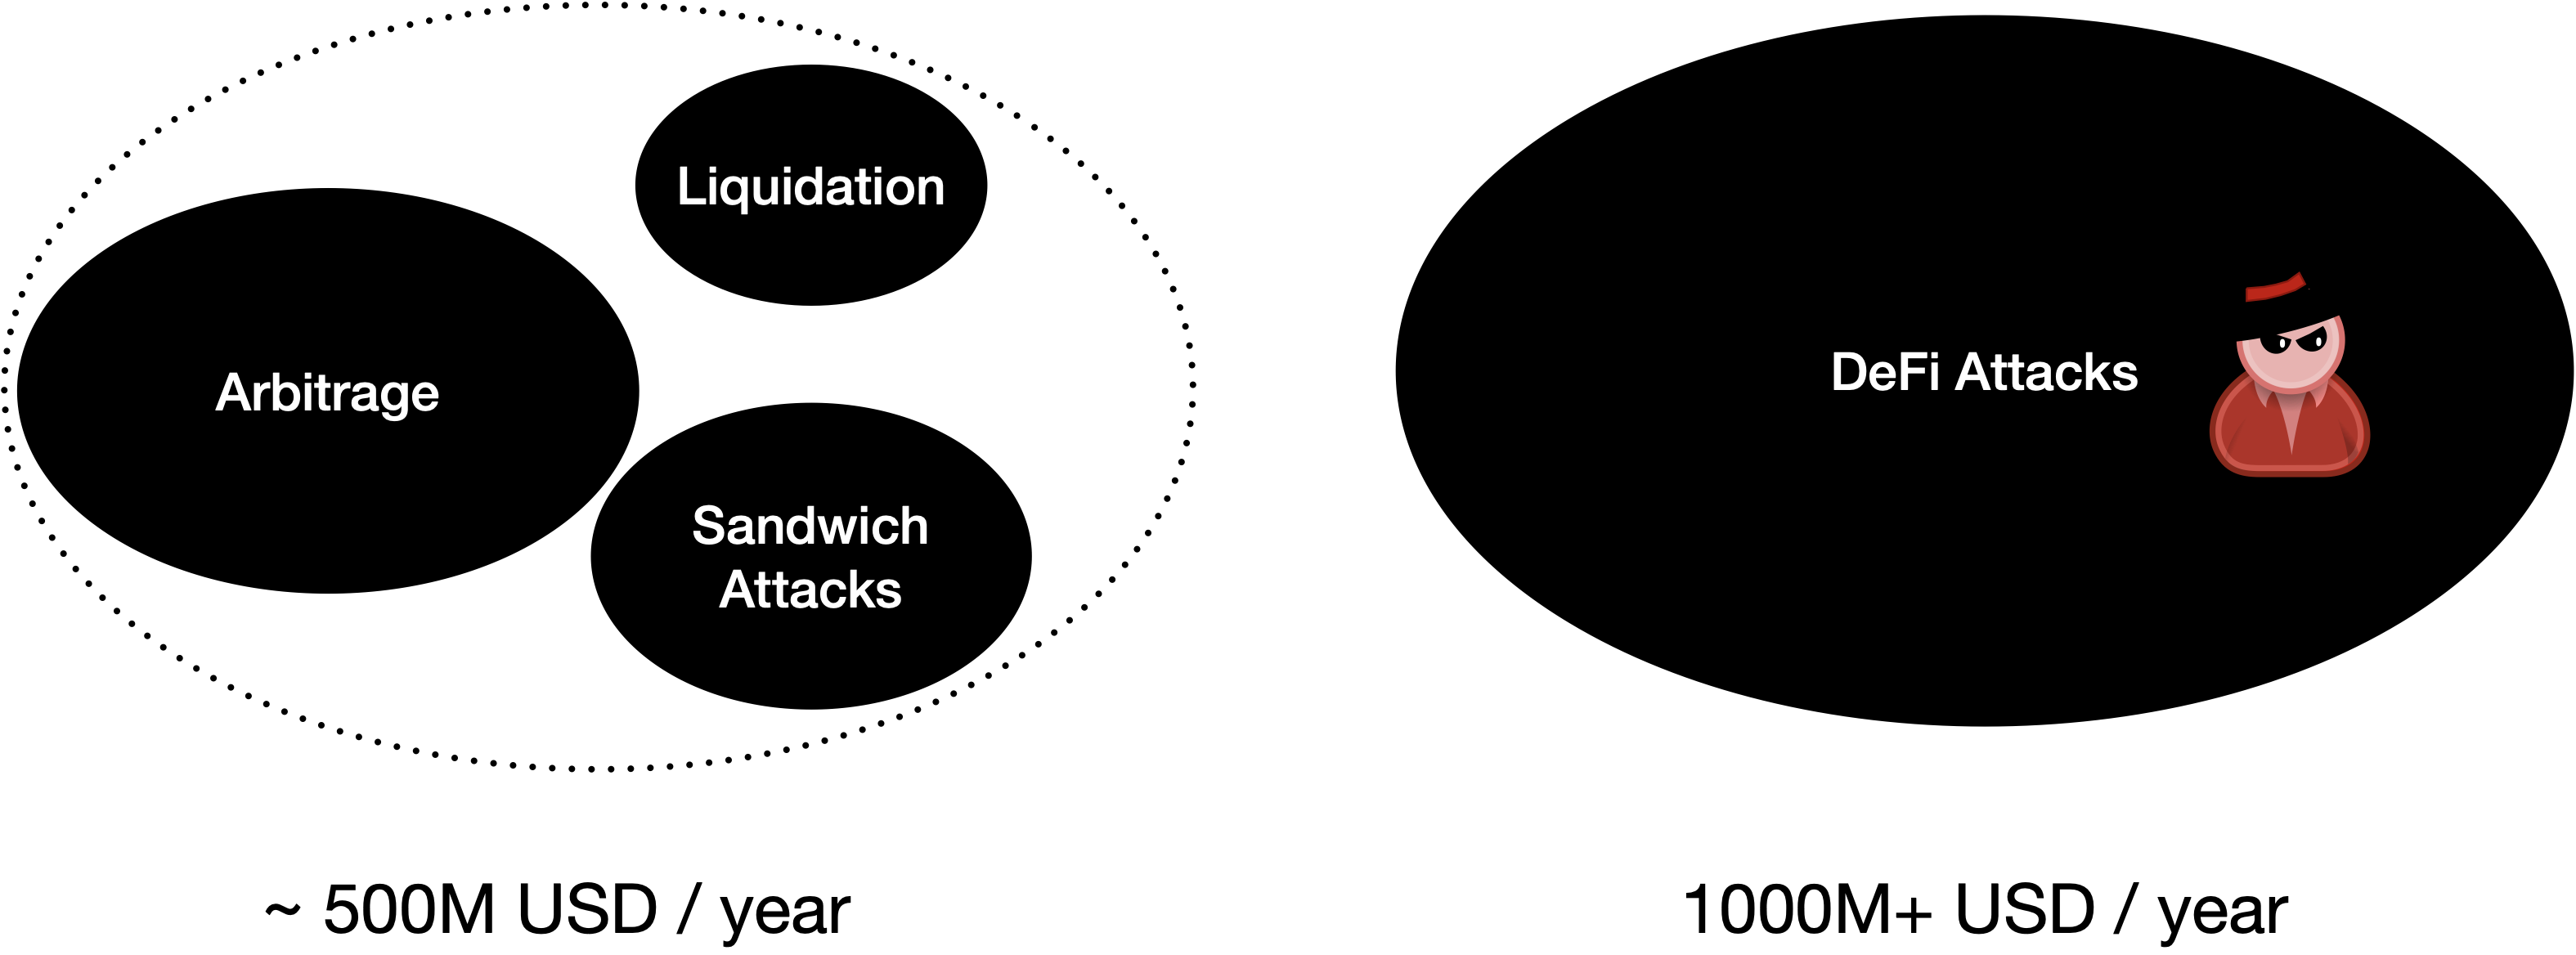 Liquidation
Arbitrage
Sandwich
Attacks
~ 500M USD / year
DeFi Attacks
1000M+ USD / year